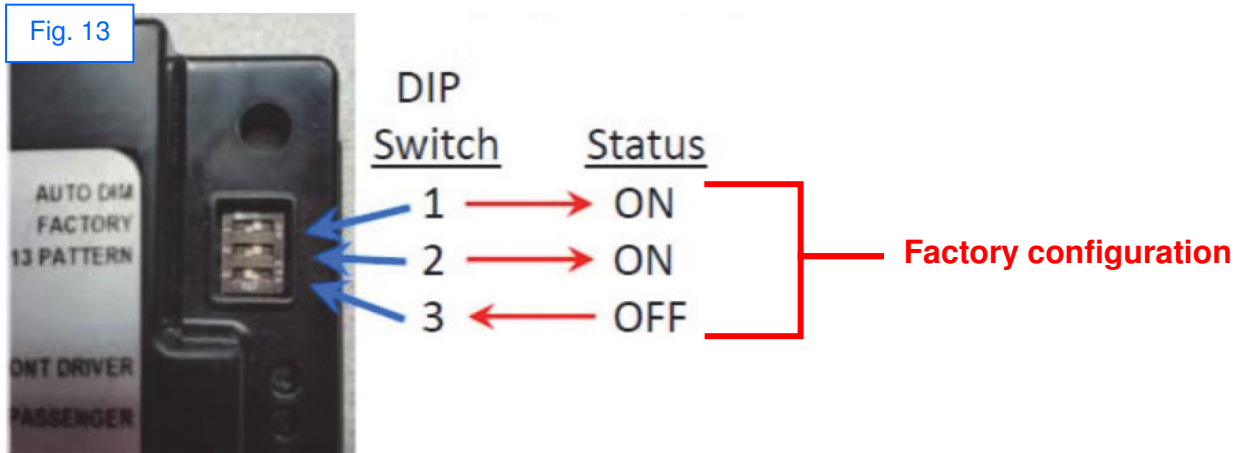 Fig. 13
DIP
Switch Status
1 ON
2 ON
3 OFF
Factory configuration
AUTO DIM
FACTORY
13 PATTERN
ONT DRIVER
PASSENGER